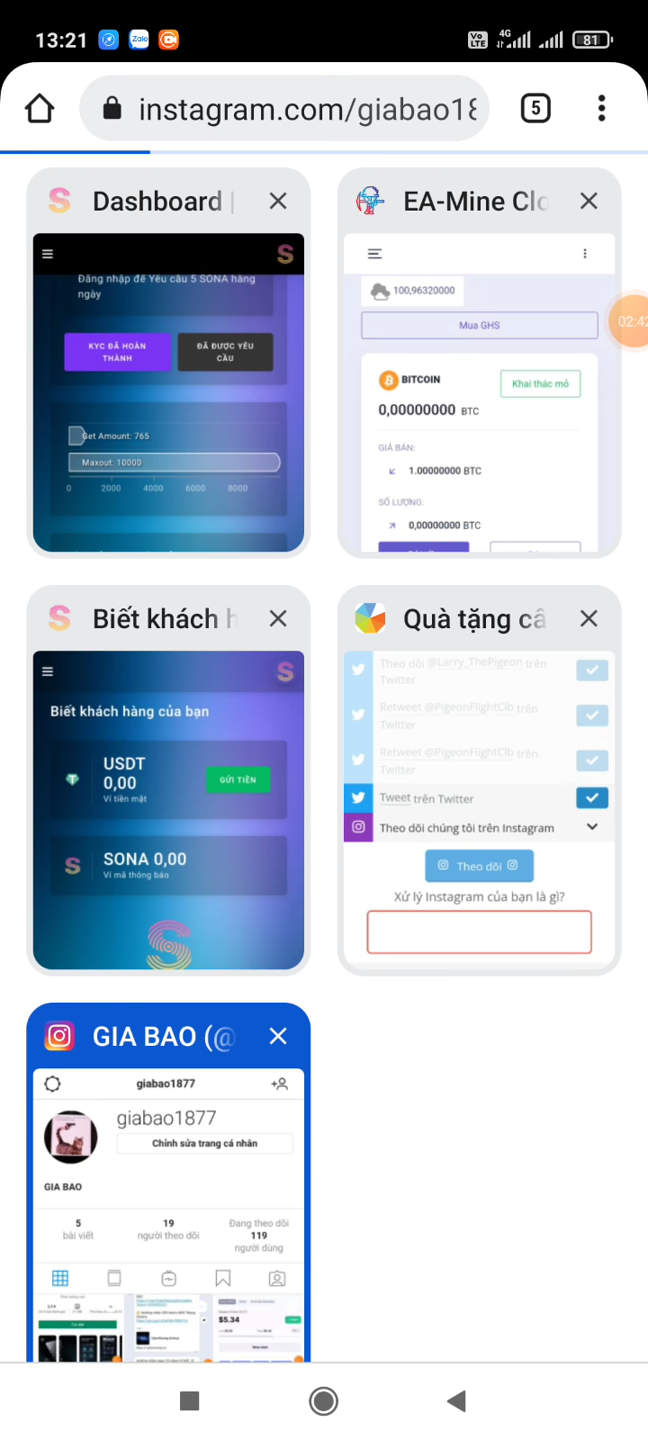 13:21
Zalo
Vo LTE
4G
81
instagram.com/giabao18
5
Dashboard |
Đăng nhập để Yêu cầu 5 SONA hàng
ngày
KYC ĐÃ HOÀN
THÀNH
ĐÃ ĐƯỢC YÊU
CẦU
Get Amount: 765
Maxout: 10000
0 2000 4000 6000 8000
EA-Mine Clo
100,96320000
Mua GHS
02:42
BITCOIN
Khai thác mỏ
0,00000000 BTC
GIÁ BÁN:
1.00000000 BTC
SỐ LƯỢNG:
0,00000000 BTC
Biết khách h
Biết khách hàng của bạn
USDT
0,00
Ví tiền mặt
GỬI TIỀN
SONA 0,00
Ví mã thông báo
Quà tặng câ
Theo dõi @Larry_ThePigeon trên
Twitter
Retweet @PigeonFlightClb trên
Twitter
Retweet @PigeonFlightClb trên
Twitter
Tweet trên Twitter
Theo dõi chúng tôi trên Instagram
Theo dõi
Xử lý Instagram của bạn là gì?
GIA BAO (@
giabao1877
giabao1877
Chỉnh sửa trang cá nhân
GIA BAO
5
bài viết
19
người theo dõi
Đang theo dõi
119
người dùng
$5.34